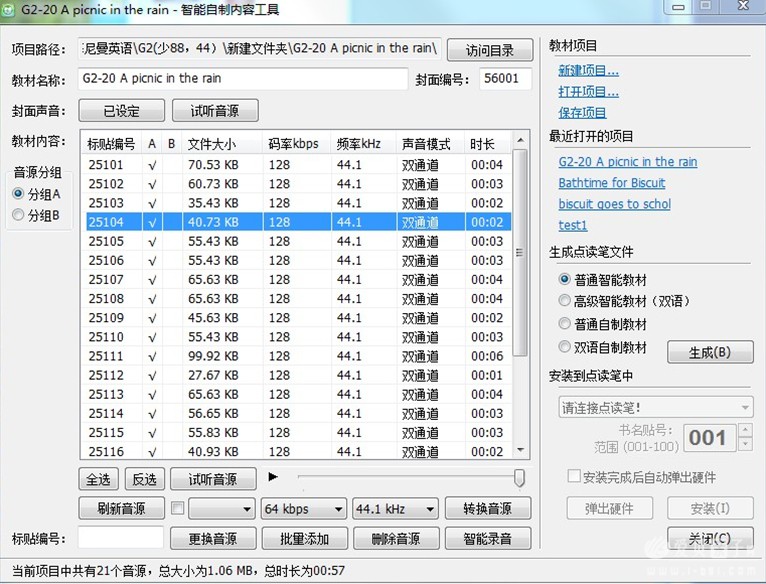 G2-20 A picnic in the rain - 智能自制内容工具
项目路径： 尼曼英语\G2(少88，44）\新建文件夹\G2-20 A picnic in the rain\ 访问目录
教材名称： G2-20 A picnic in the rain 封面编号： 56001
封面声音： 已设定 试听音源
教材内容：
音源分组
分组A
分组B
标贴编号 A B 文件大小 码率kbps 频率kHz 声音模式 时长
25101 √ 70.53 KB 128 44.1 双通道 00:04
25102 √ 60.73 KB 128 44.1 双通道 00:03
25103 √ 35.43 KB 128 44.1 双通道 00:02
25104 √ 40.73 KB 128 44.1 双通道 00:02
25105 √ 55.43 KB 128 44.1 双通道 00:03
25106 √ 55.43 KB 128 44.1 双通道 00:03
25107 √ 65.63 KB 128 44.1 双通道 00:04
25108 √ 65.63 KB 128 44.1 双通道 00:04
25109 √ 45.63 KB 128 44.1 双通道 00:02
25110 √ 55.43 KB 128 44.1 双通道 00:03
25111 √ 99.92 KB 128 44.1 双通道 00:06
25112 √ 27.67 KB 128 44.1 双通道 00:01
25113 √ 65.63 KB 128 44.1 双通道 00:04
25114 √ 56.65 KB 128 44.1 双通道 00:03
25115 √ 55.83 KB 128 44.1 双通道 00:03
25116 √ 40.93 KB 128 44.1 双通道 00:02
全选 反选 试听音源
刷新音源 64 kbps 44.1 kHz 转换音源
标贴编号： 更换音源 批量添加 删除音源 智能录音
当前项目中共有21个音源，总大小为1.06 MB，总时长为00:57
教材项目
新建项目...
打开项目...
保存项目
最近打开的项目
G2-20 A picnic in the rain
Bathtime for Biscuit
biscuit goes to schol
test1
生成点读笔文件
普通智能教材
高级智能教材（双语）
普通自制教材
双语自制教材 生成(B)
安装到点读笔中
请连接点读笔！
书名贴号：
范围 (001-100) 001
安装完成后自动弹出硬件
弹出硬件 安装(I)
关闭(C)